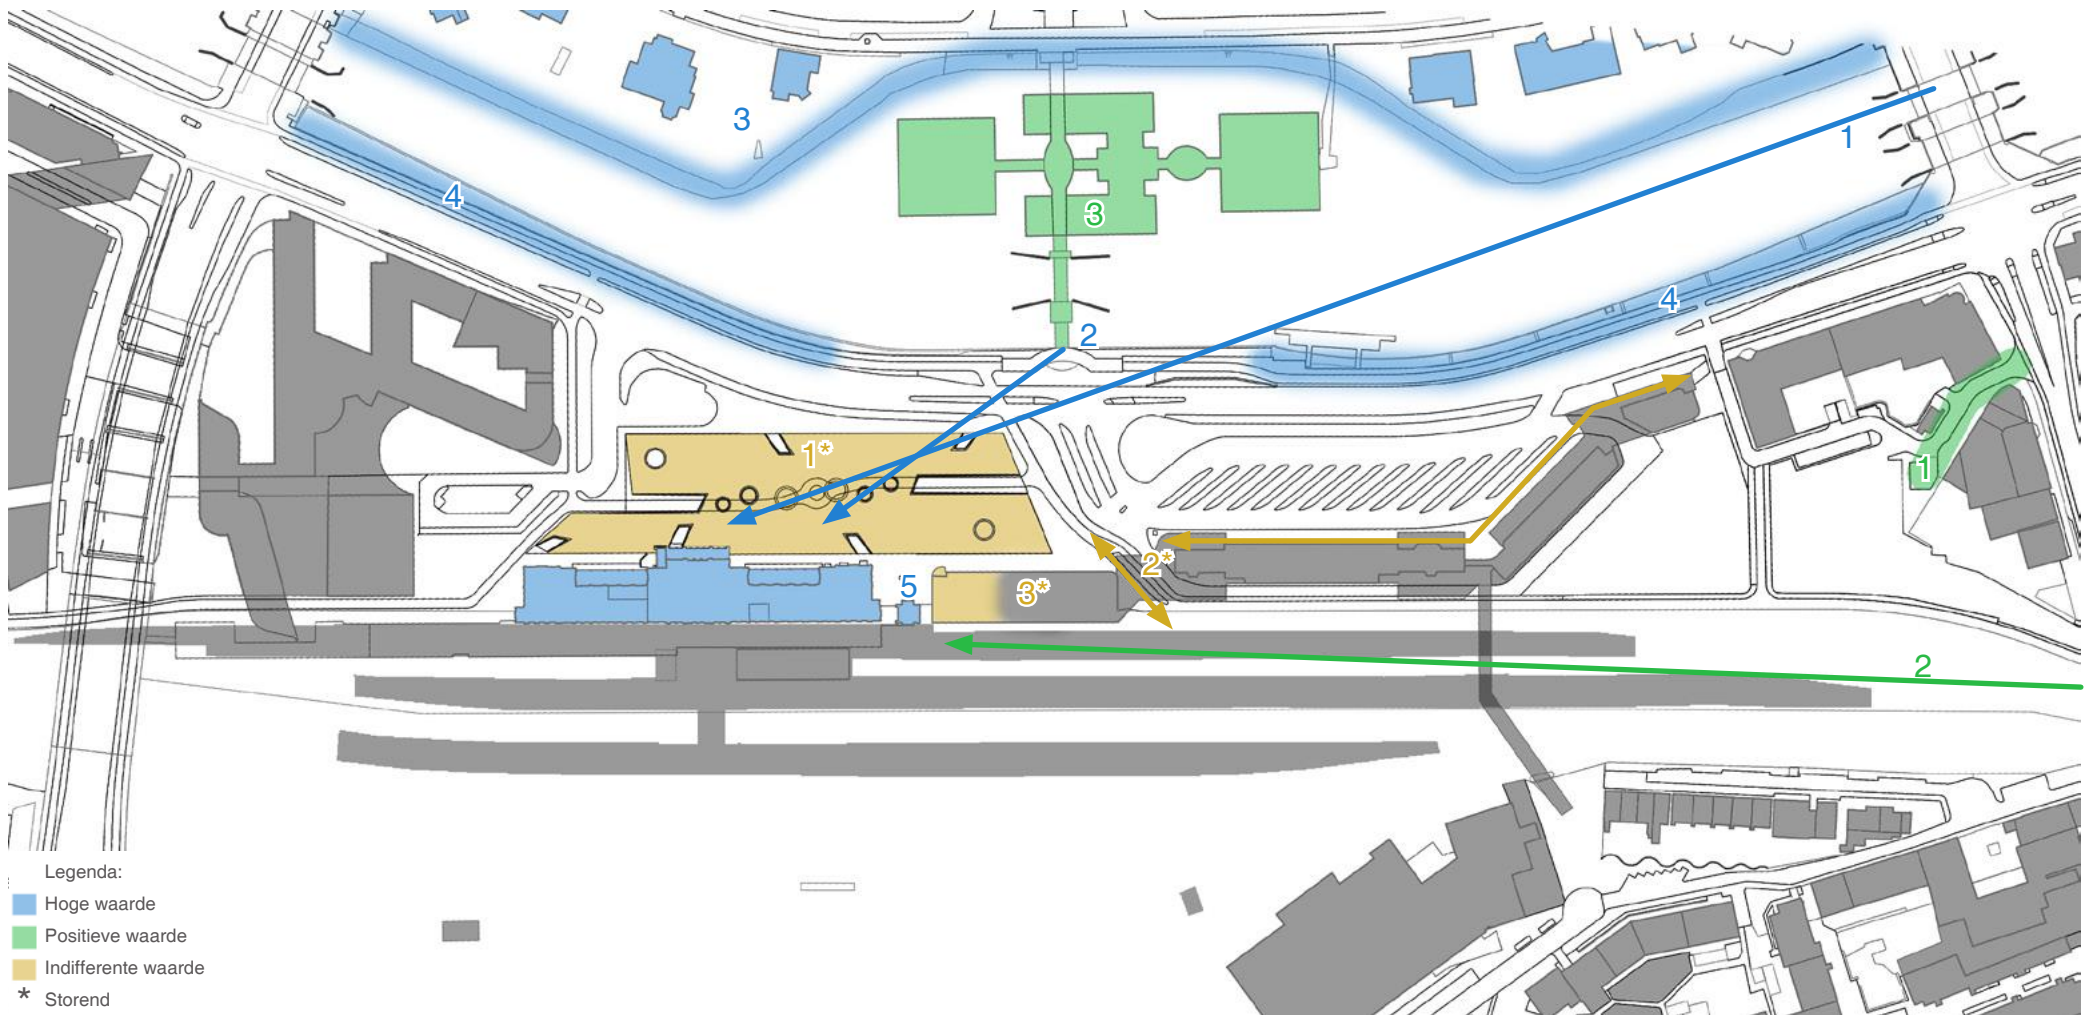 3
1
4
3
4
2
1*
1
2*
5
3*
2
Legenda:
Hoge waarde
Positieve waarde
Indifferente waarde
* Storend